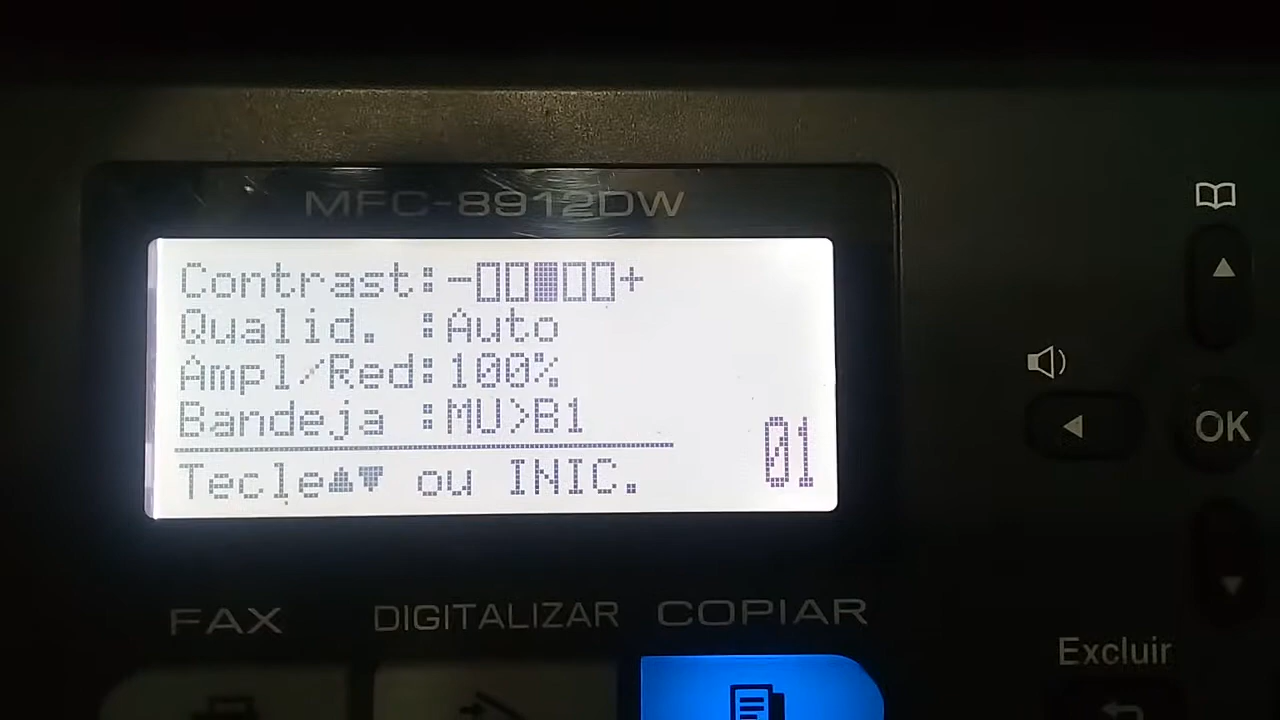 MFC-8912DW
Contrast:-□□■□□+
Qualid. :Auto
Ampl/Red:100%
Bandeja :MU>B1
Tecle▲▼ ou INIC.
01
OK
FAX
DIGITALIZAR
COPIAR
Excluir